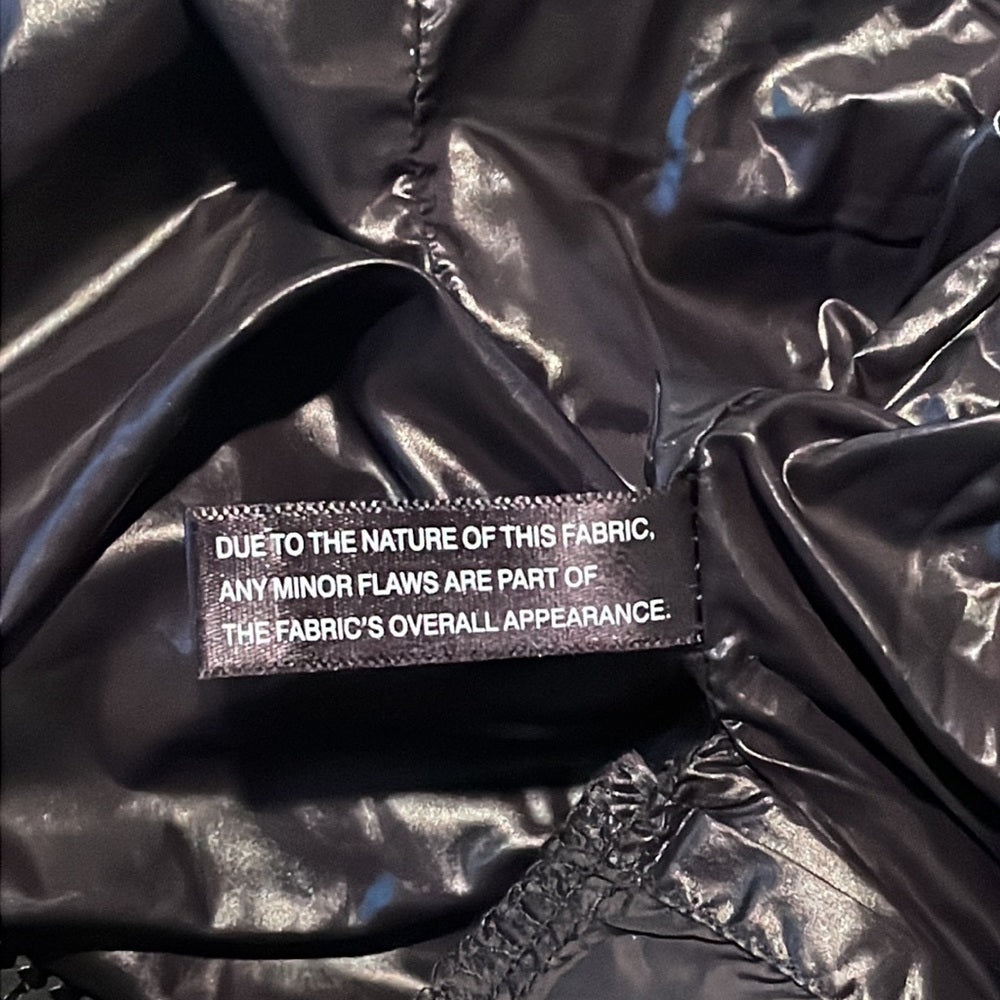 DUE TO THE NATURE OF THIS FABRIC,
ANY MINOR FLAWS ARE PART OF
THE FABRIC'S OVERALL APPEARANCE.